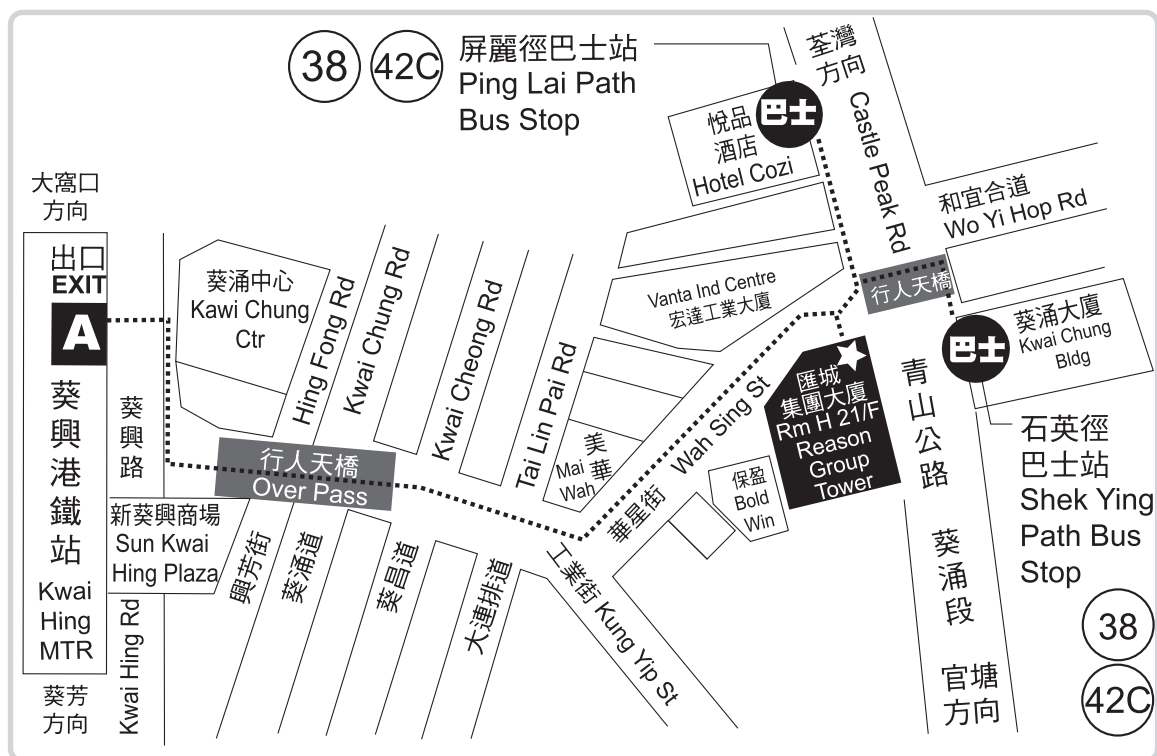 38
42C
屏麗徑巴士站
Ping Lai Path
Bus Stop
荃灣
方向
巴士
悅品
酒店
Hotel Cozi
Castle Peak Rd
和宜合道
Wo Yi Hop Rd
大窩口
方向
出口
EXIT
A
葵興港鐵站
Kwai
Hing
MTR
葵芳
方向
葵興路
Kwai Hing Rd
葵涌中心
Kawi Chung
Ctr
Hing Fong Rd
Kwai Chung Rd
Kwai Cheong Rd
Tai Lin Pai Rd
行人天橋
Over Pass
新葵興商場
Sun Kwai
Hing Plaza
興芳街
葵涌道
葵昌道
大連排道
工業街 Kung Yip St
Vanta Ind Centre
宏達工業大廈
美華
Mai
Wah
華星街
Wah Sing St
保盈
Bold
Win
匯城
集團大廈
Rm H 21/F
Reason
Group
Tower
行人天橋
巴士
葵涌大廈
Kwai Chung
Bldg
青山公路
葵涌段
官塘
方向
石英徑
巴士站
Shek Ying
Path Bus
Stop
38
42C